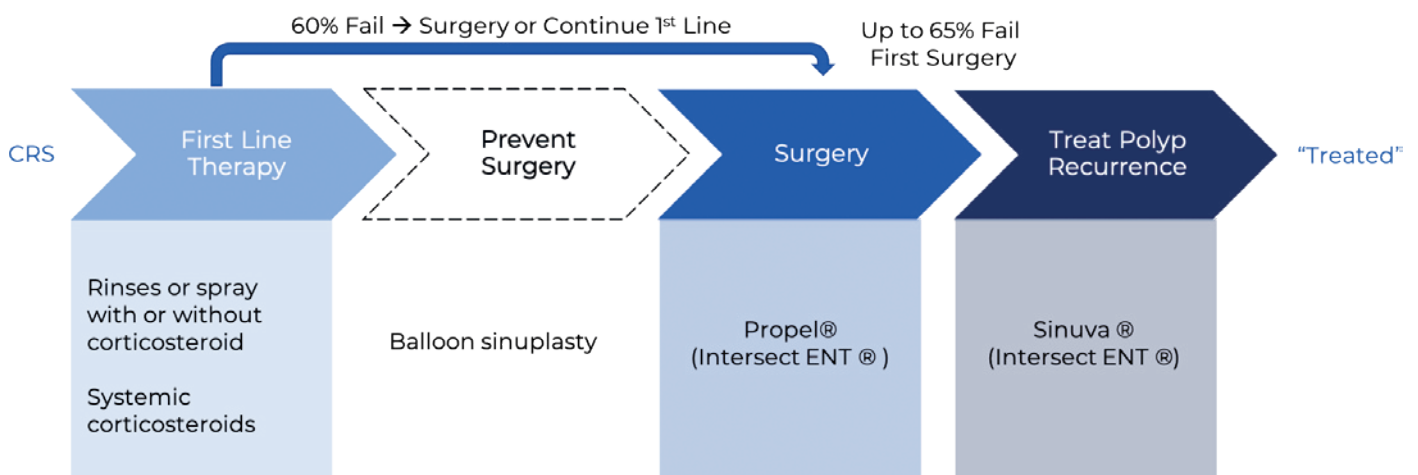 60% Fail → Surgery or Continue 1st Line
Up to 65% Fail
First Surgery
CRS
First Line
Therapy
Prevent
Surgery
Surgery
Treat Polyp
Recurrence
“Treated”
Rinses or spray
with or without
corticosteroid
Systemic
corticosteroids
Balloon sinuplasty
Propel®
(Intersect ENT ® )
Sinuva ®
(Intersect ENT ®)